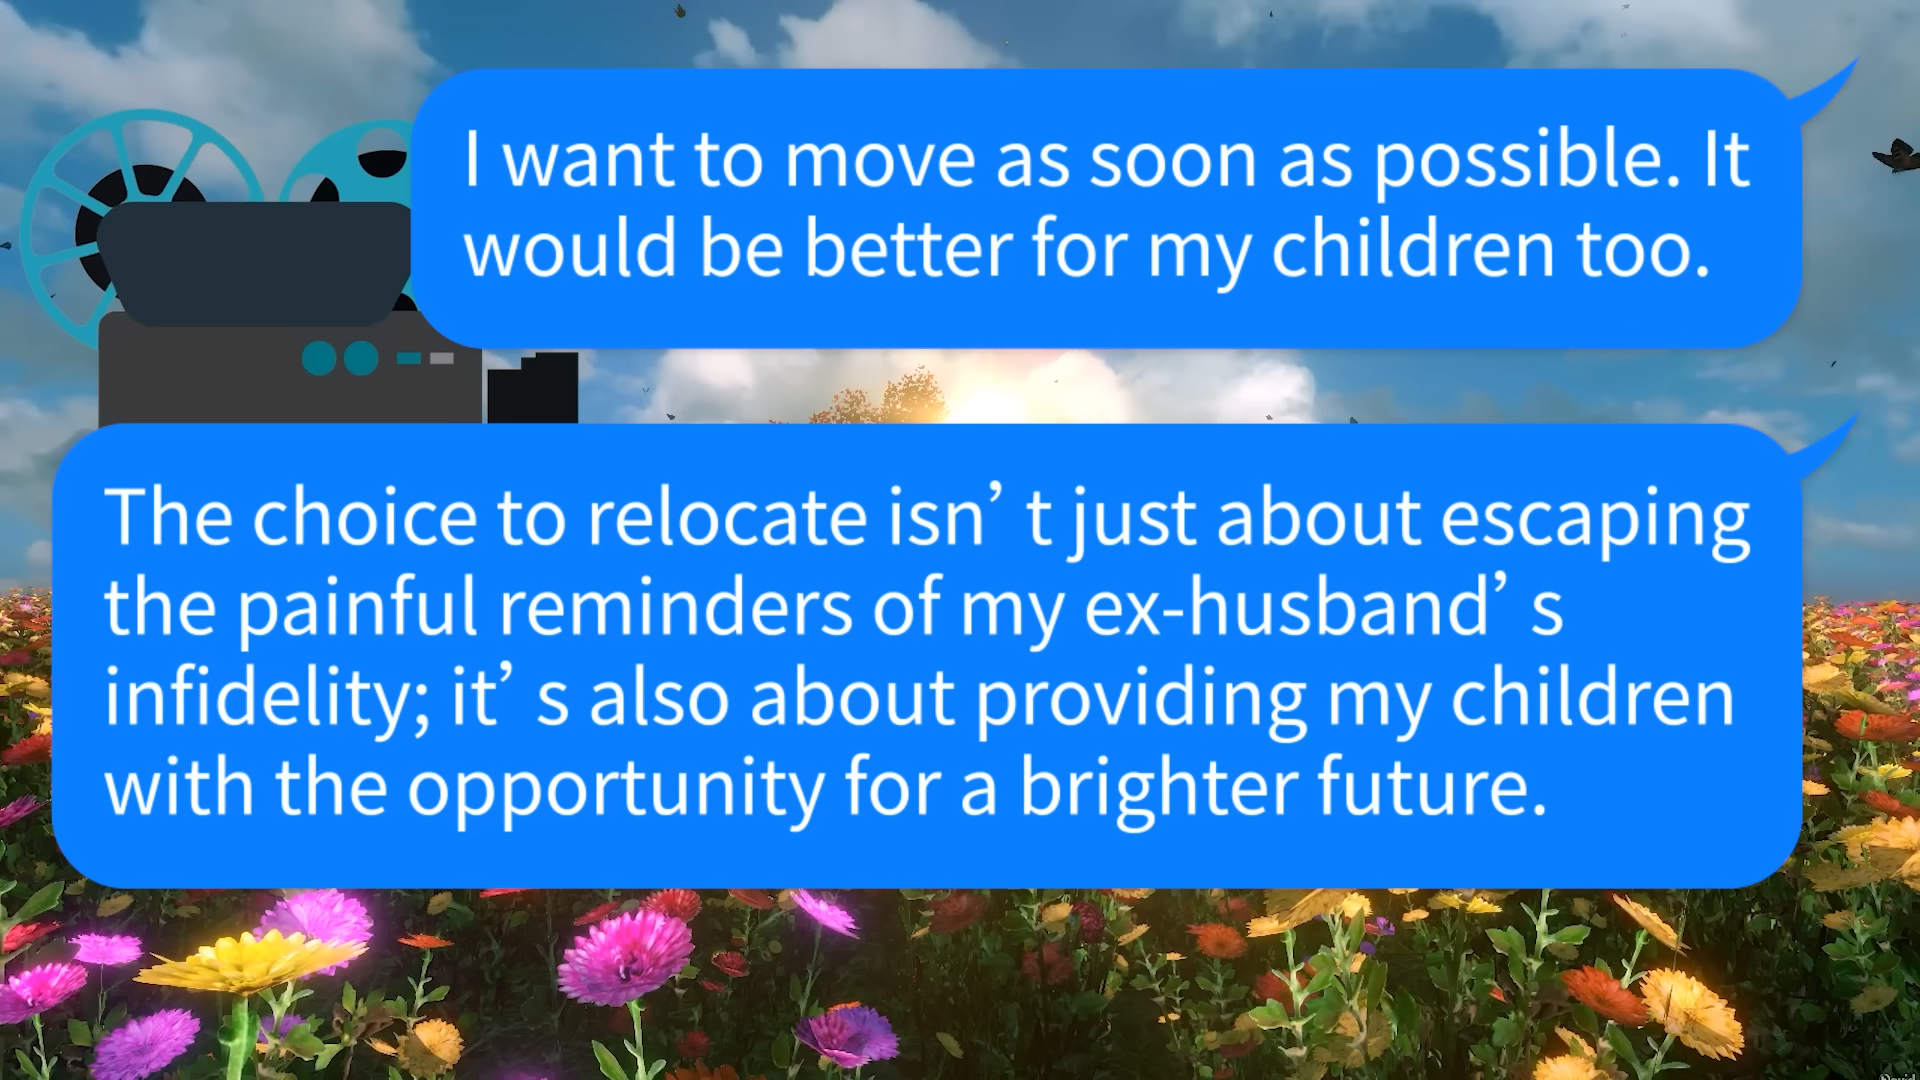 I want to move as soon as possible. It
would be better for my children too.
The choice to relocate isn’ t just about escaping
the painful reminders of my ex-husband’ s
infidelity; it’ s also about providing my children
with the opportunity for a brighter future.